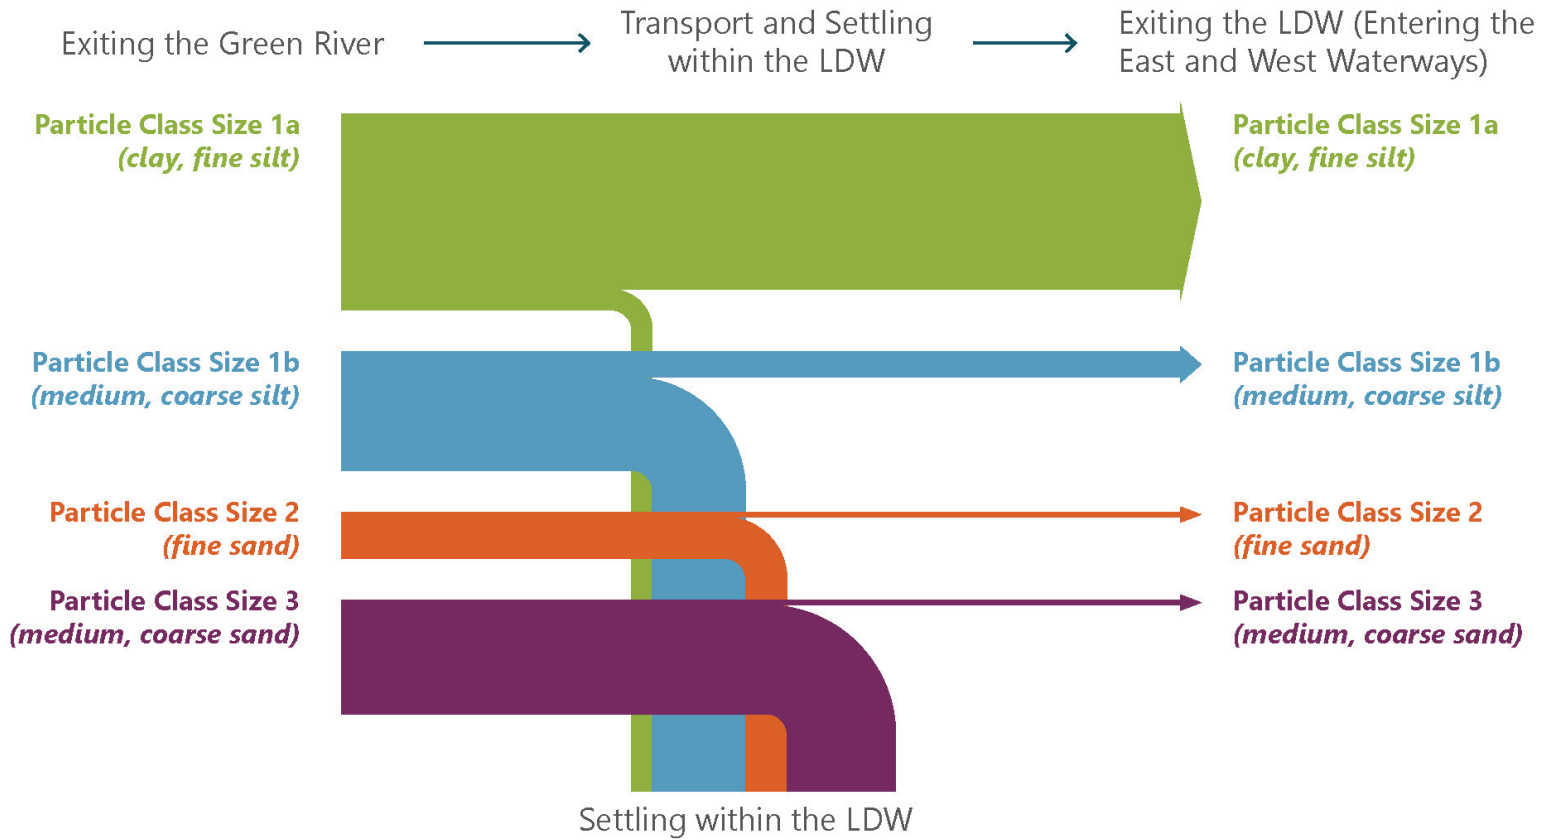 Exiting the Green River
Transport and Settling
within the LDW
Exiting the LDW (Entering the
East and West Waterways)
Particle Class Size 1a
(clay, fine silt)
Particle Class Size 1a
(clay, fine silt)
Particle Class Size 1b
(medium, coarse silt)
Particle Class Size 1b
(medium, coarse silt)
Particle Class Size 2
(fine sand)
Particle Class Size 2
(fine sand)
Particle Class Size 3
(medium, coarse sand)
Particle Class Size 3
(medium, coarse sand)
Settling within the LDW